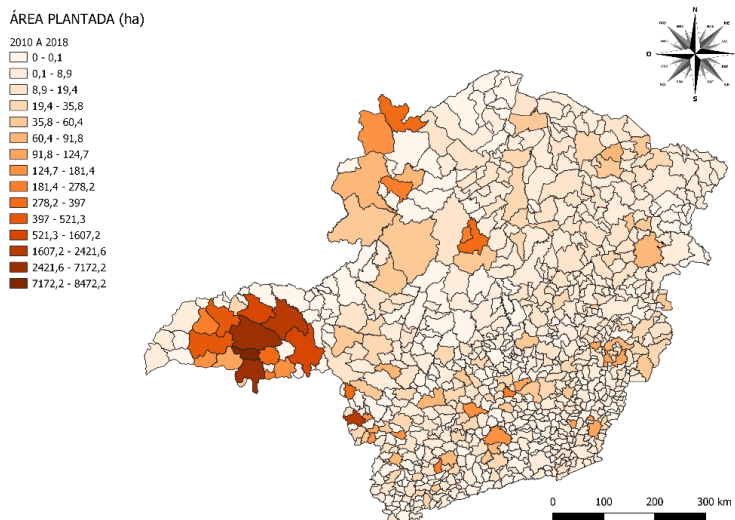 ÁREA PLANTADA (ha)
2010 A 2018
0 - 0,1
0,1 - 8,9
8,9 - 19,4
19,4 - 35,8
35,8 - 60,4
60,4 - 91,8
91,8 - 124,7
124,7 - 181,4
181,4 - 278,2
278,2 - 397
397 - 521,3
521,3 - 1607,2
1607,2 - 2421,6
2421,6 - 7172,2
7172,2 - 8472,2
N
NO
NE
O
S
0 100 200 300 km